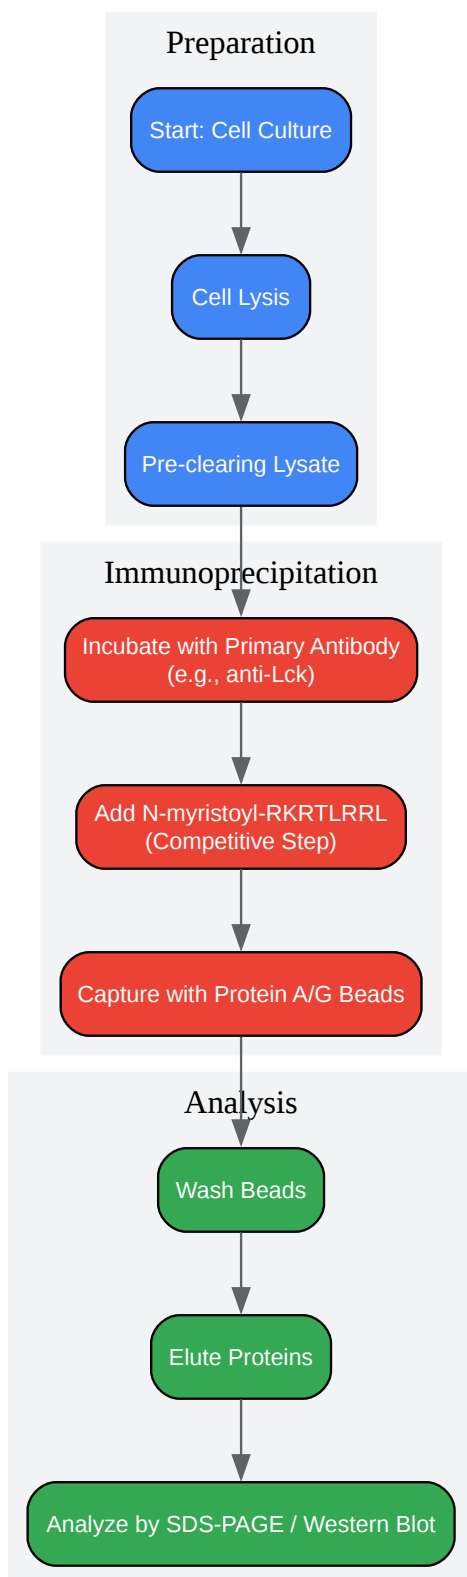 Preparation
Start: Cell Culture
Cell Lysis
Pre-clearing Lysate
Immunoprecipitation
Incubate with Primary Antibody
(e.g., anti-Lck)
Add N-myristoyl-RKRTLRRL
(Competitive Step)
Capture with Protein A/G Beads
Analysis
Wash Beads
Elute Proteins
Analyze by SDS-PAGE / Western Blot